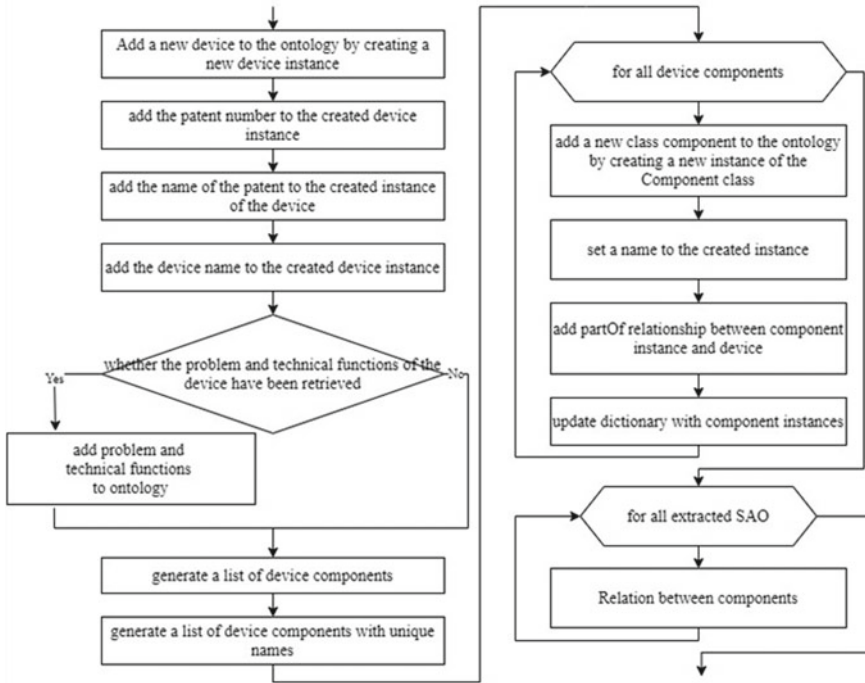 Add a new device to the ontology by creating a
new device instance
add the patent number to the created device
instance
add the name of the patent to the created instance
of the device
add the device name to the created device instance
whether the problem and technical functions of the
device have been retrieved
Yes
No
add problem and
technical functions
to ontology
generate a list of device components
generate a list of device components with unique
names
for all device components
add a new class component to the ontology
by creating a new instance of the
Component class
set a name to the created instance
add partOf relationship between component
instance and device
update dictionary with component instances
for all extracted SAO
Relation between components